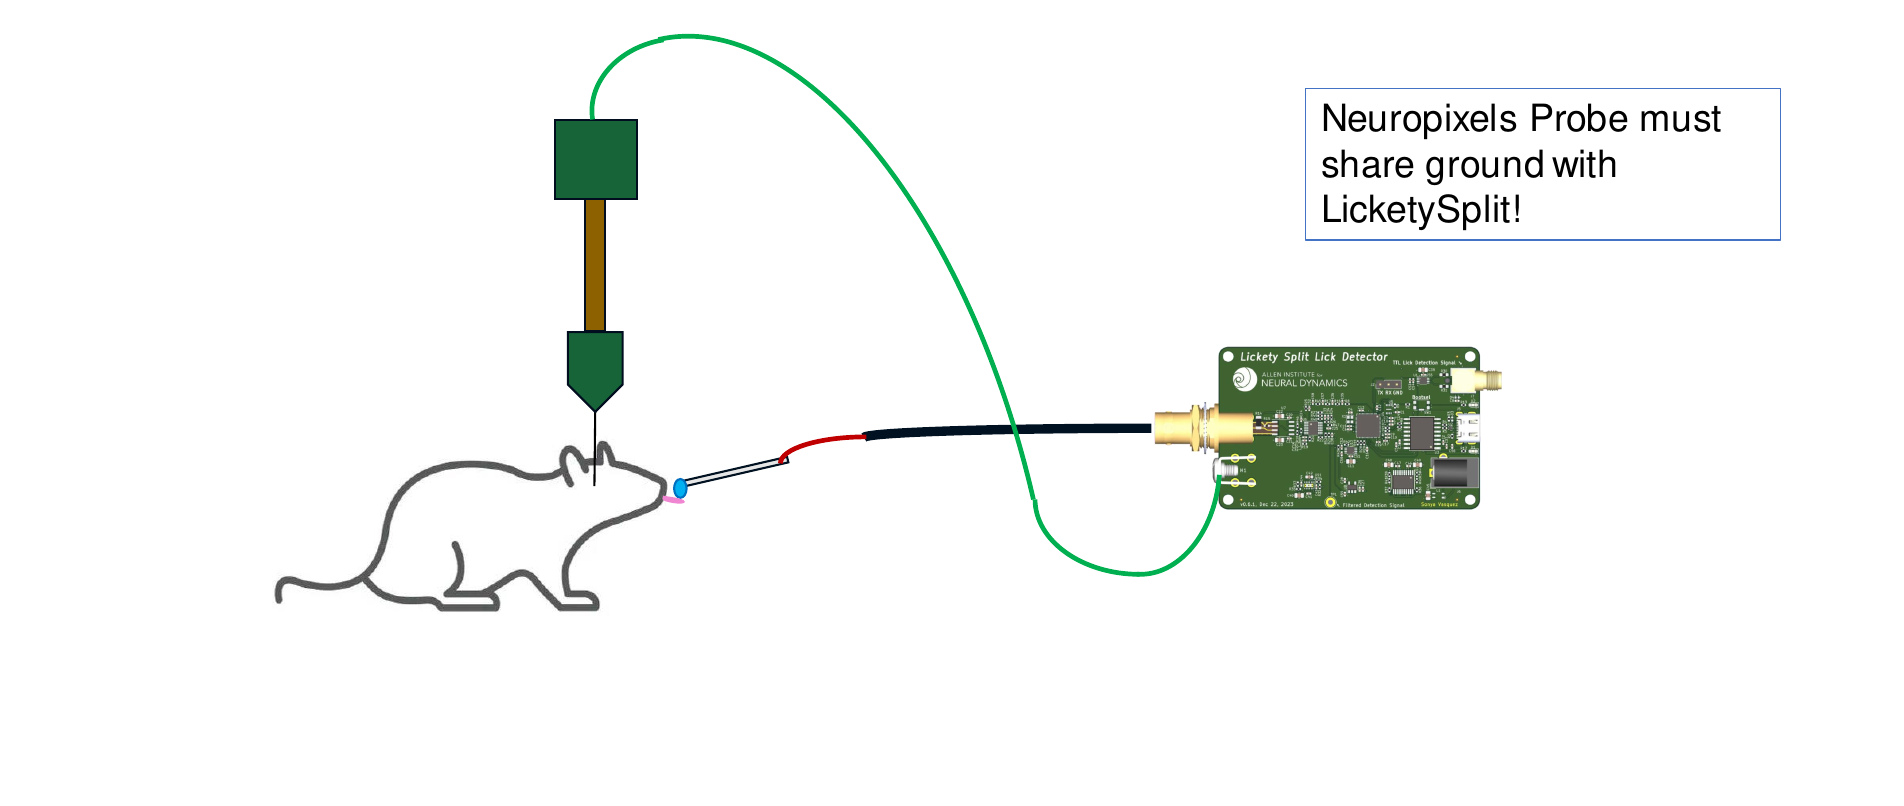 Neuropixels Probe must
share ground with
LicketySplit!
Lickety Split Lick Detector
TTL Lick Detection Signal
ALLEN INSTITUTE for
NEURAL DYNAMICS
TX RX GND
Bootsel
v0.6.1, Dec 22, 2023
Filtered Detection Signal
Sonya Vasquez